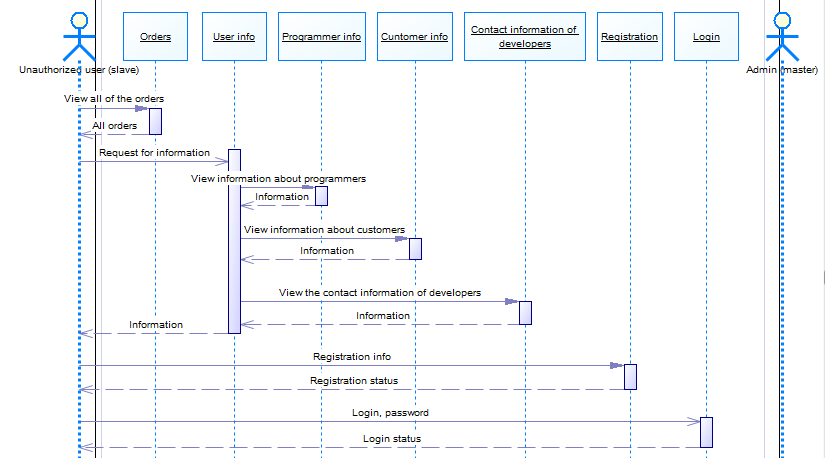 Orders
User info
Programmer info
Cuntomer info
Contact information of
developers
Registration
Login
Unauthorized user (slave)
Admin (master)
View all of the orders
All orders
Request for information
View information about programmers
Information
View information about customers
Information
View the contact information of developers
Information
Information
Registration info
Registration status
Login, password
Login status